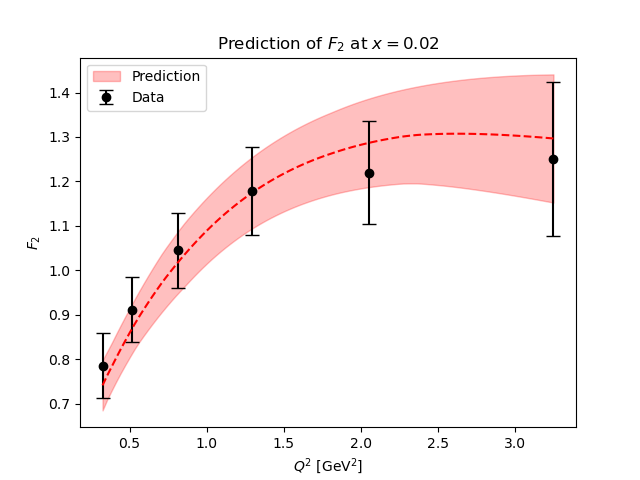 Prediction of F₂ at x = 0.02
Prediction
Data
F₂
1.4
1.3
1.2
1.1
1.0
0.9
0.8
0.7
0.5 1.0 1.5 2.0 2.5 3.0
Q² [GeV²]